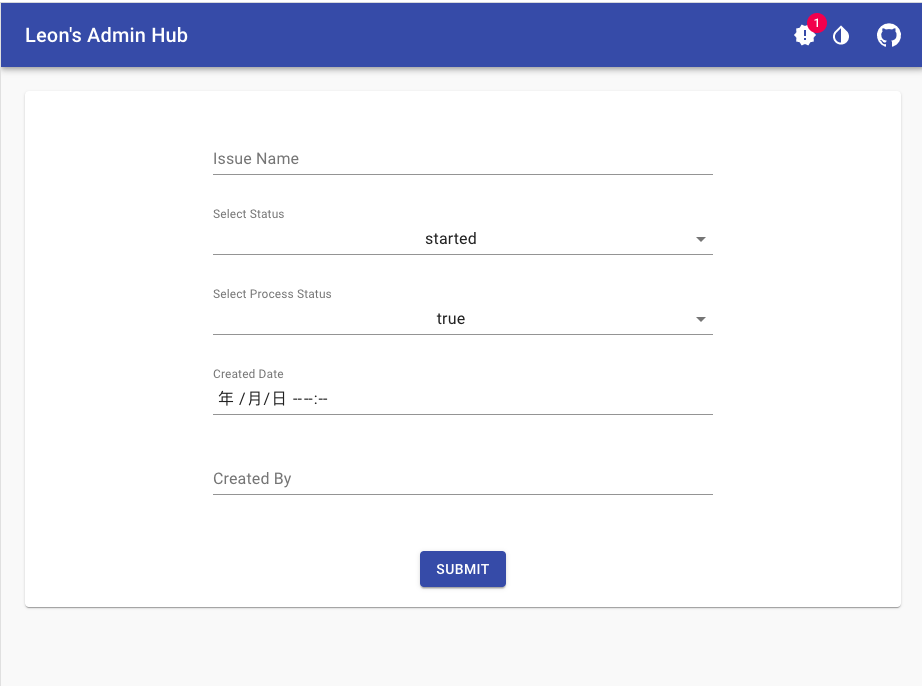 Leon's Admin Hub
1
Issue Name
Select Status
started
Select Process Status
true
Created Date
年 /月/日 -- --:--
Created By
SUBMIT